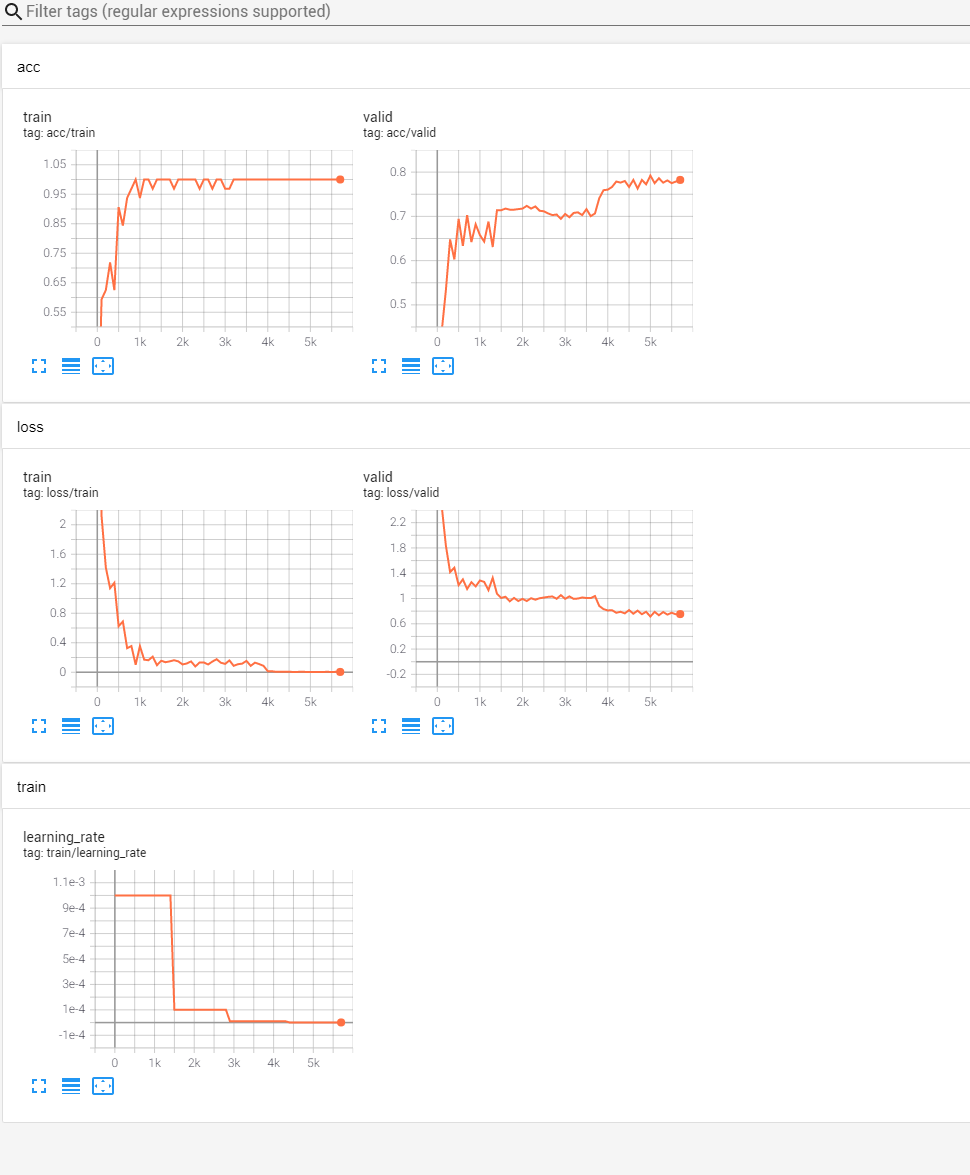 Filter tags (regular expressions supported)
acc
train
tag: acc/train
1.05
0.95
0.85
0.75
0.65
0.55
0 1k 2k 3k 4k 5k
valid
tag: acc/valid
0.8
0.7
0.6
0.5
0 1k 2k 3k 4k 5k
loss
train
tag: loss/train
2
1.6
1.2
0.8
0.4
0
0 1k 2k 3k 4k 5k
valid
tag: loss/valid
2.2
1.8
1.4
1
0.6
0.2
-0.2
0 1k 2k 3k 4k 5k
train
learning_rate
tag: train/learning_rate
1.1e-3
9e-4
7e-4
5e-4
3e-4
1e-4
-1e-4
0 1k 2k 3k 4k 5k